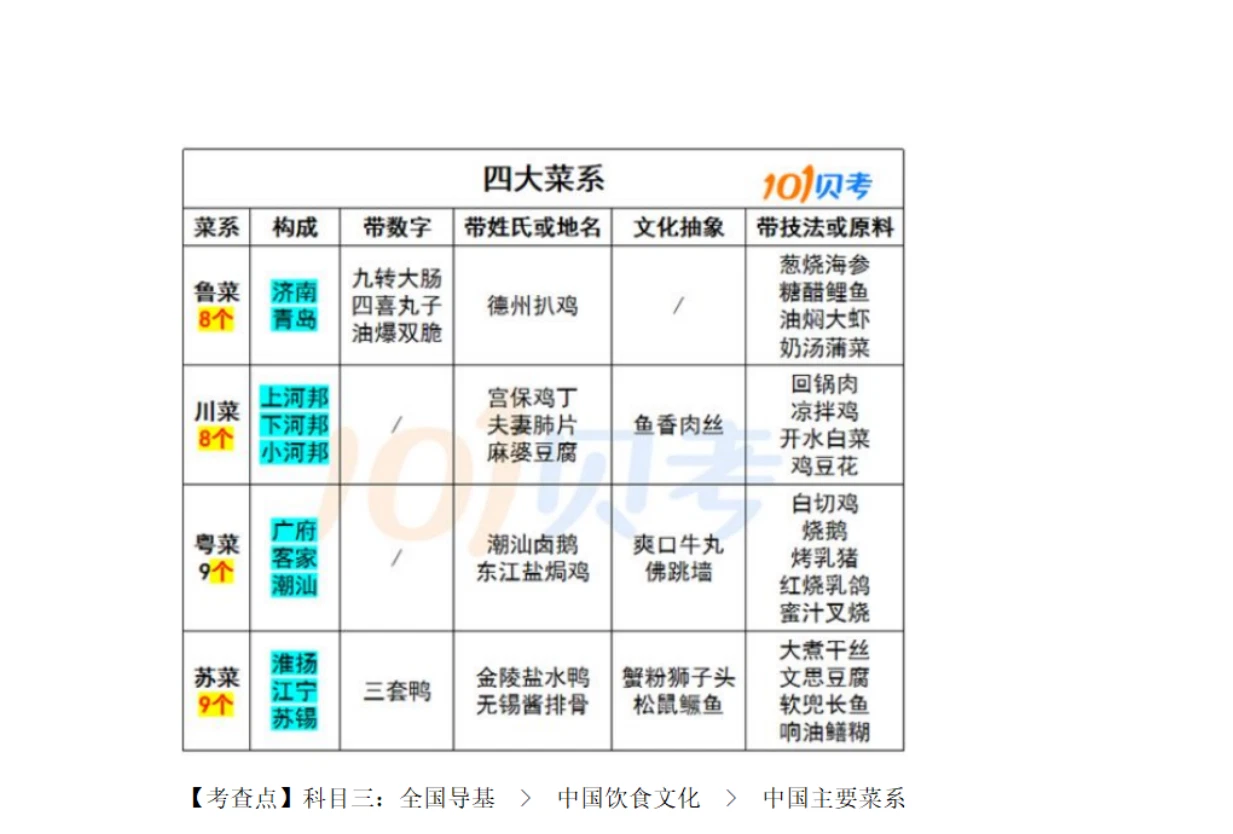 四大菜系
101贝考
菜系 构成 带数字 带姓氏或地名 文化抽象 带技法或原料
鲁菜
8个
济南
青岛
九转大肠
四喜丸子
油爆双脆
德州扒鸡
/
葱烧海参
糖醋鲤鱼
油焖大虾
奶汤蒲菜
川菜
8个
上河邦
下河邦
小河邦
/
宫保鸡丁
夫妻肺片
麻婆豆腐
鱼香肉丝
回锅肉
凉拌鸡
开水白菜
鸡豆花
粤菜
9个
广府
客家
潮汕
/
潮汕卤鹅
东江盐焗鸡
爽口牛丸
佛跳墙
白切鸡
烧鹅
烤乳猪
红烧乳鸽
蜜汁叉烧
苏菜
9个
淮扬
江宁
苏锡
三套鸭
金陵盐水鸭
无锡酱排骨
蟹粉狮子头
松鼠鳜鱼
大煮干丝
文思豆腐
软兜长鱼
响油鳝糊
101贝考
【考查点】科目三：全国导基 > 中国饮食文化 > 中国主要菜系